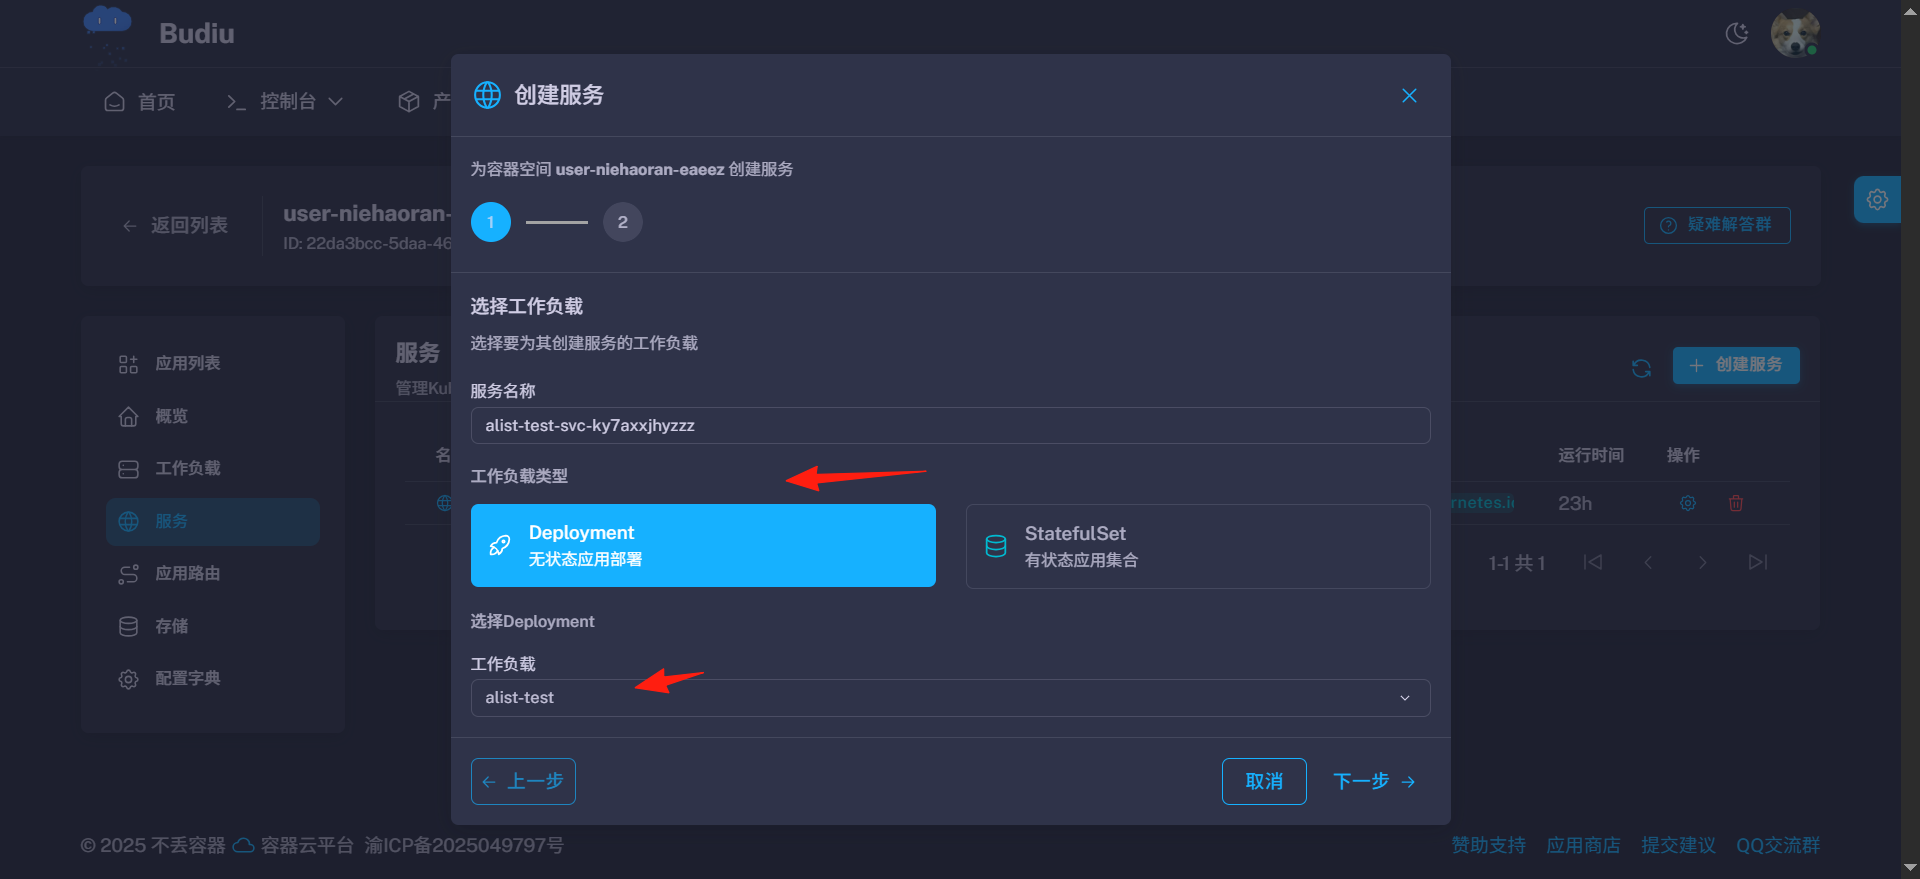 Budiu
首页
控制台
产
创建服务
为容器空间 user-niehaoran-eaeez 创建服务
1
2
返回列表
user-niehaoran-
ID: 22da3bcc-5daa-46
疑难解答群
选择工作负载
选择要为其创建服务的工作负载
服务名称
alist-test-svc-ky7axxjhyzzz
工作负载类型
Deployment
无状态应用部署
StatefulSet
有状态应用集合
选择Deployment
工作负载
alist-test
上一步
取消
下一步
应用列表
概览
工作负载
服务
应用路由
存储
配置字典
服务
管理Kul
创建服务
名
运行时间
操作
rnetes.i
23h
1-1 共 1
© 2025 不丢容器 容器云平台 渝ICP备2025049797号
赞助支持
应用商店
提交建议
QQ交流群